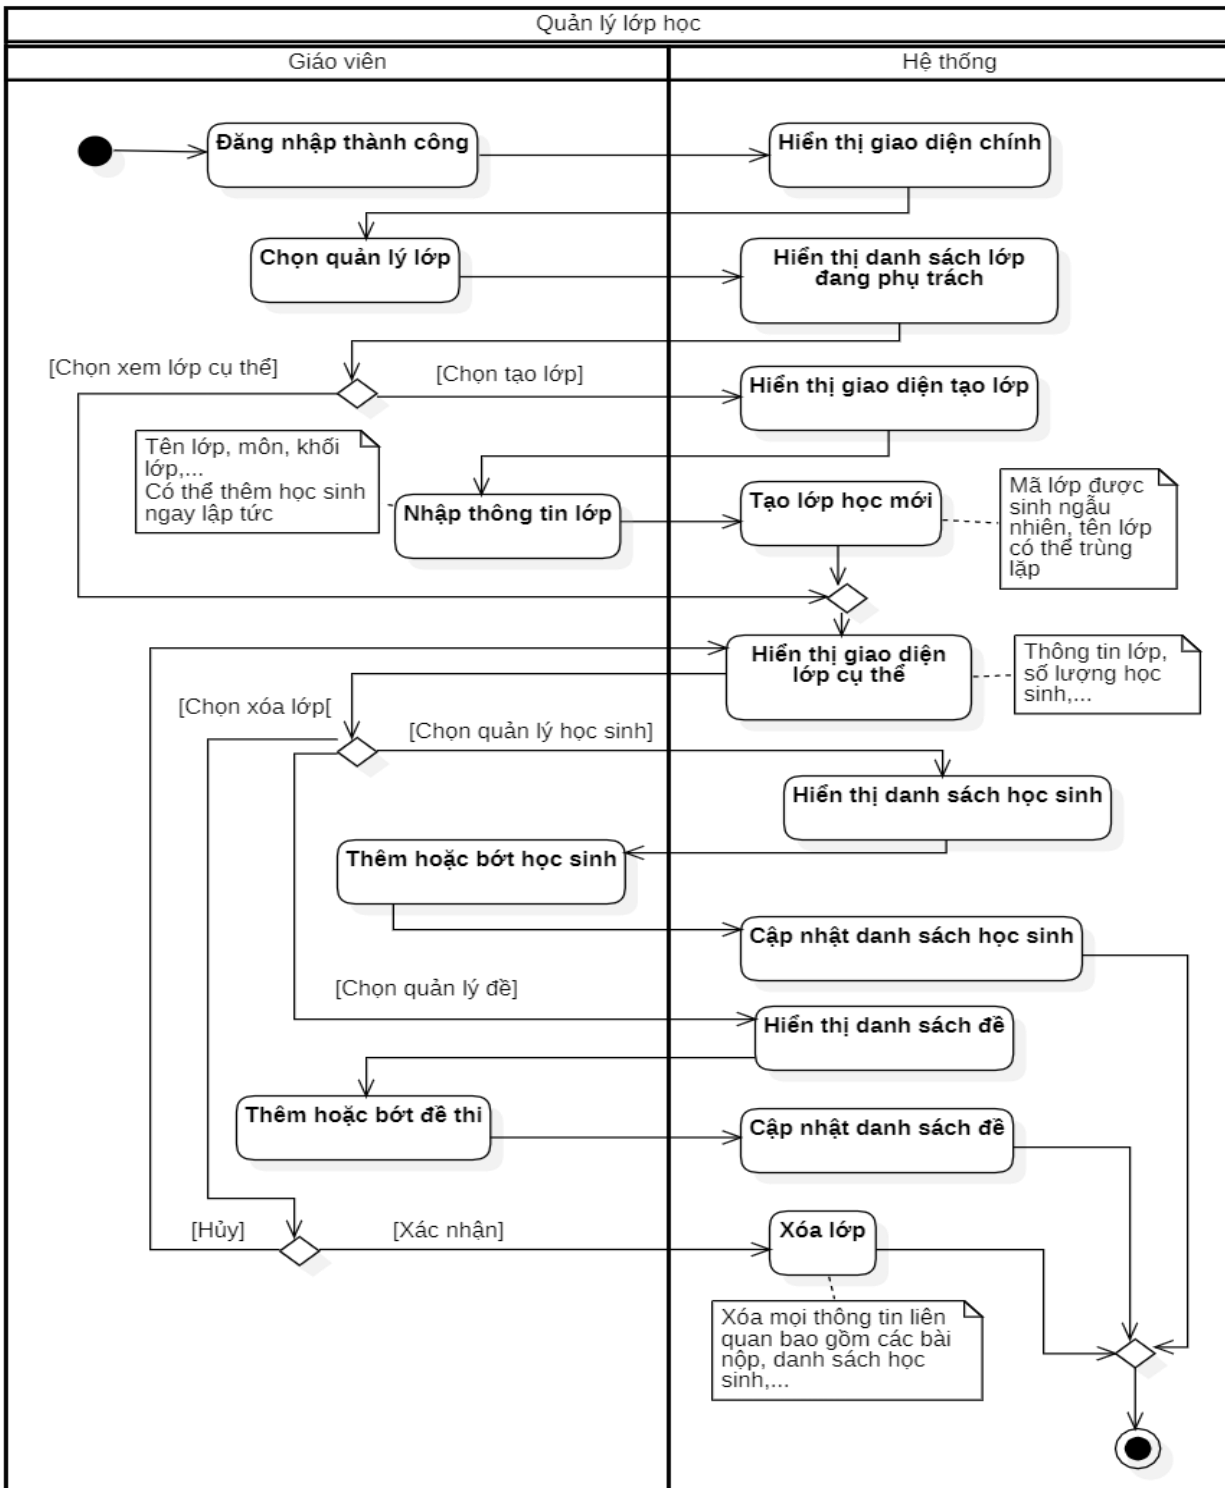 Quản lý lớp học
Giáo viên
Hệ thống
Đăng nhập thành công
Hiển thị giao diện chính
Chọn quản lý lớp
Hiển thị danh sách lớp
đang phụ trách
[Chọn xem lớp cụ thể]
[Chọn tạo lớp]
Hiển thị giao diện tạo lớp
Tên lớp, môn, khối
lớp,...
Có thể thêm học sinh
ngay lập tức
Nhập thông tin lớp
Tạo lớp học mới
Mã lớp được
sinh ngẫu
nhiên, tên lớp
có thể trùng
lặp
Hiển thị giao diện
lớp cụ thể
Thông tin lớp,
số lượng học
sinh,...
[Chọn xóa lớp[
[Chọn quản lý học sinh]
Hiển thị danh sách học sinh
Thêm hoặc bớt học sinh
Cập nhật danh sách học sinh
[Chọn quản lý đề]
Hiển thị danh sách đề
Thêm hoặc bớt đề thi
Cập nhật danh sách đề
[Hủy]
[Xác nhận]
Xóa lớp
Xóa mọi thông tin liên
quan bao gồm các bài
nộp, danh sách học
sinh,...